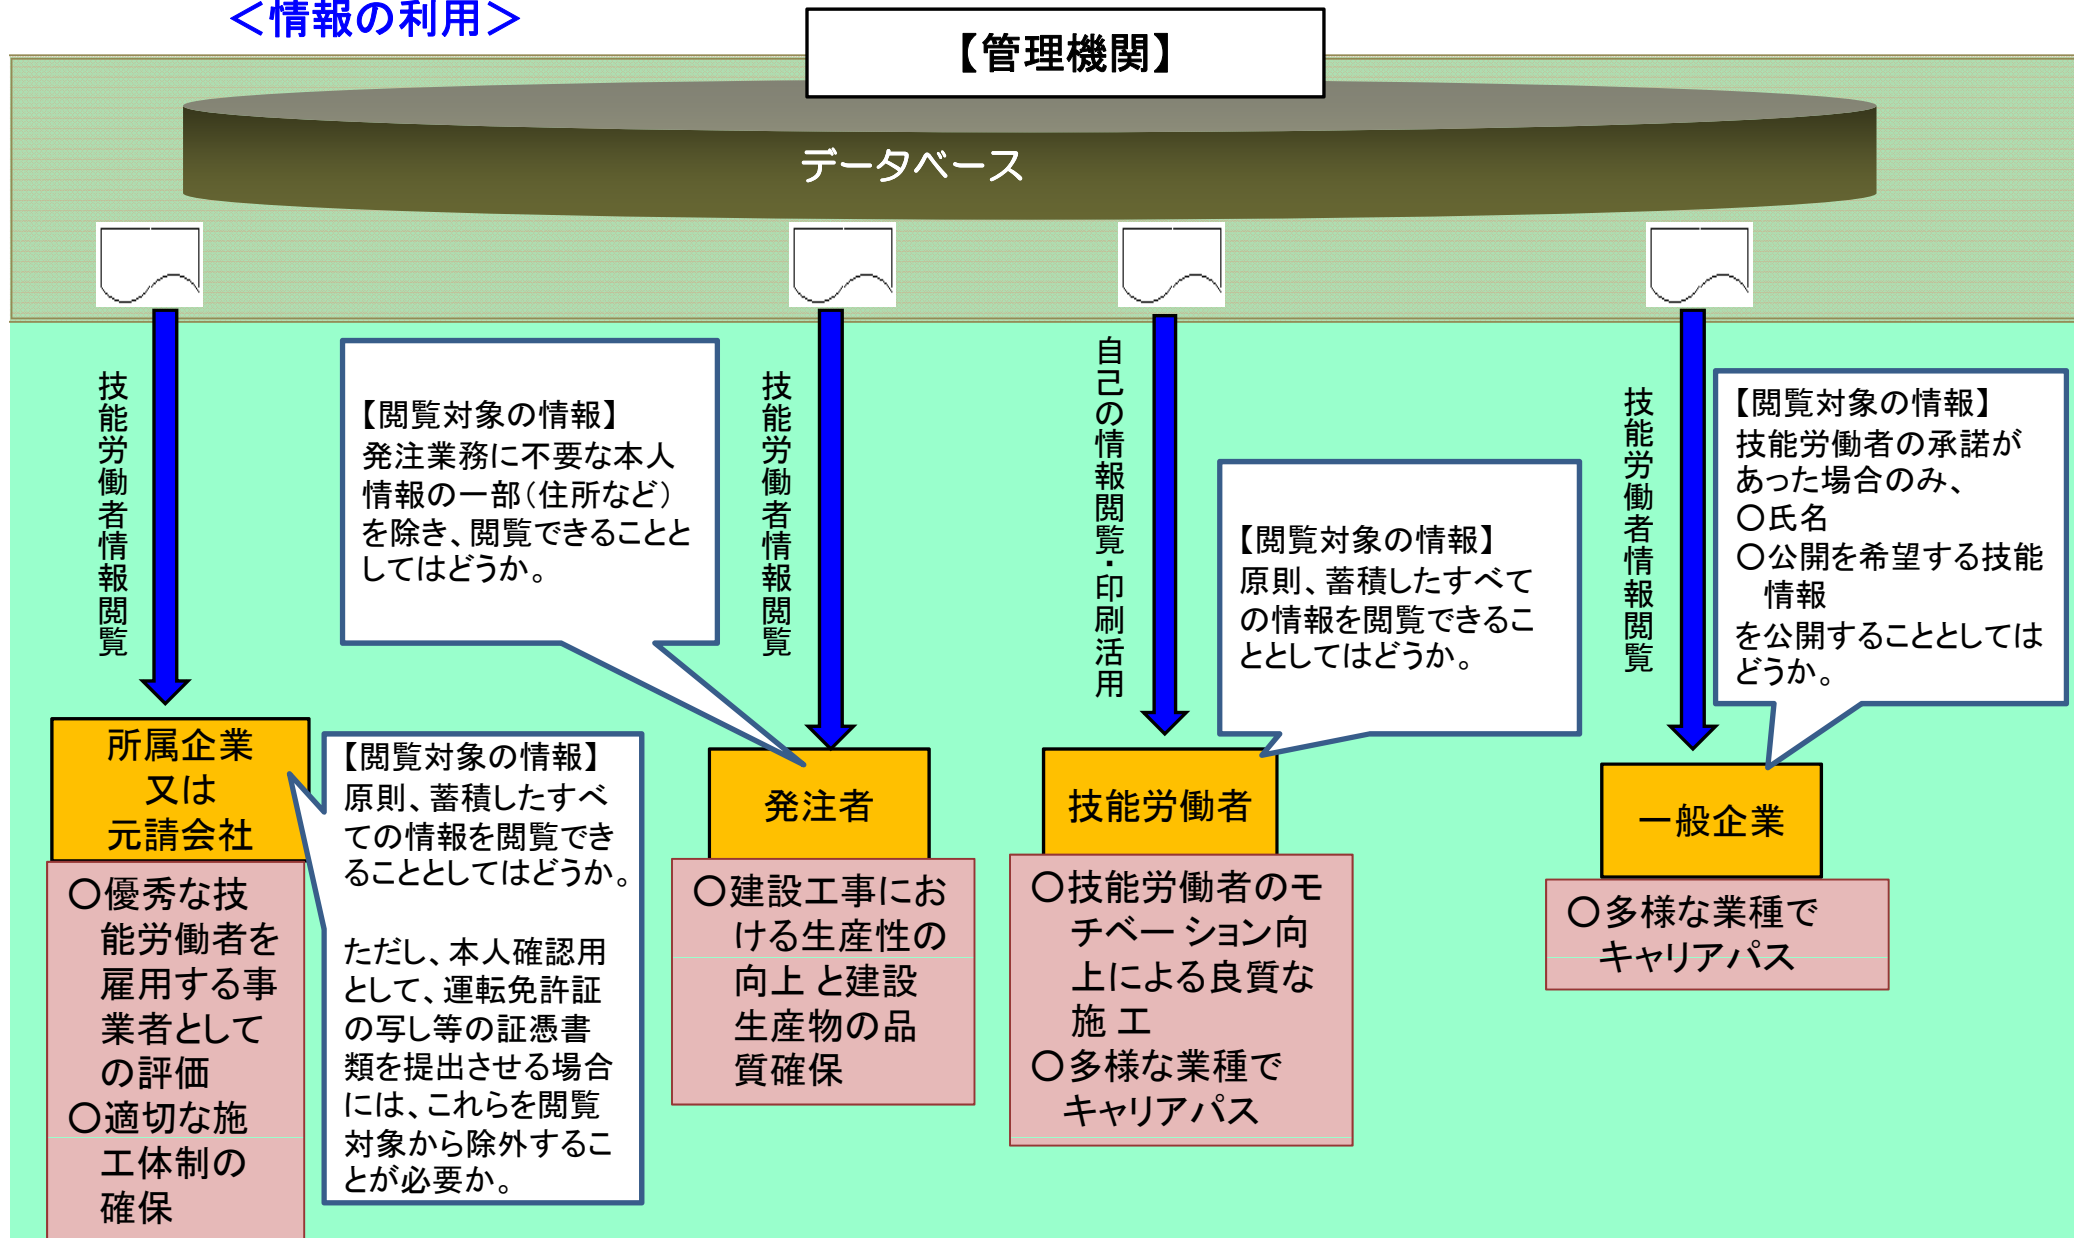 ＜情報の利用＞
【管理機関】
データベース
技能労働者情報閲覧
【閲覧対象の情報】
発注業務に不要な本人
情報の一部（住所など）
を除き、閲覧できることと
してはどうか。
技能労働者情報閲覧
自己の情報閲覧・印刷活用
【閲覧対象の情報】
原則、蓄積したすべて
の情報を閲覧できるこ
ととしてはどうか。
技能労働者情報閲覧
【閲覧対象の情報】
技能労働者の承諾が
あった場合のみ、
○氏名
○公開を希望する技能
情報
を公開することとしては
どうか。
所属企業
又は
元請会社
【閲覧対象の情報】
原則、蓄積したすべ
ての情報を閲覧でき
ることとしてはどうか。
ただし、本人確認用
として、運転免許証
の写し等の証憑書
類を提出させる場合
には、これらを閲覧
対象から除外するこ
とが必要か。
発注者
技能労働者
一般企業
○優秀な技
能労働者を
雇用する事
業者として
の評価
○適切な施
工体制の
確保
○建設工事にお
ける生産性の
向上 と建設
生産物の品
質確保
○技能労働者のモ
チベー ション向
上による良質な
施 工
○多様な業種で
キャリアパス
○多様な業種で
キャリアパス